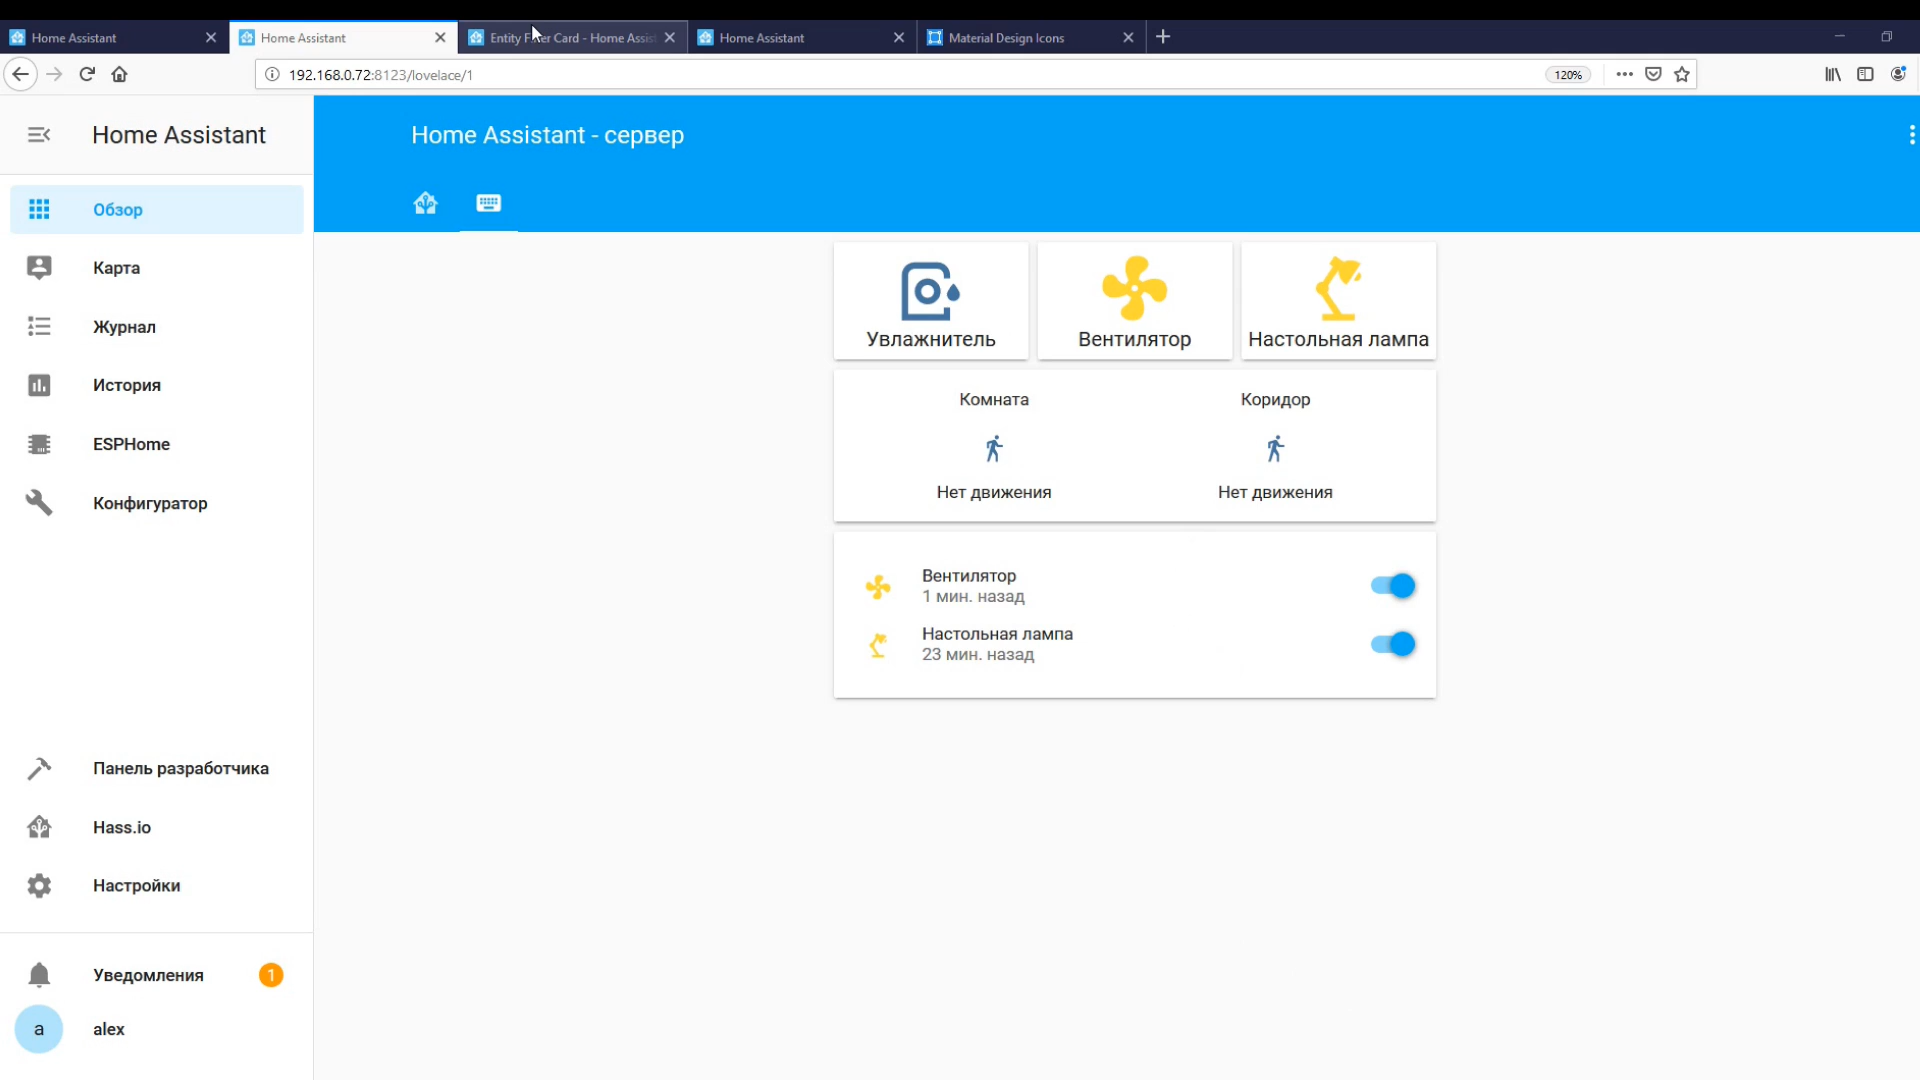 Home Assistant
Home Assistant
Entity F er Card - Home Assis
Home Assistant
Material Design Icons
192.168.0.72:8123/lovelace/1
120%
Home Assistant
Home Assistant - сервер
Обзор
Карта
Журнал
История
ESPHome
Конфигуратор
Панель разработчика
Hass.io
Настройки
Уведомления
1
a
alex
Увлажнитель
Вентилятор
Настольная лампа
Комната
Коридор
Нет движения
Нет движения
Вентилятор
1 мин. назад
Настольная лампа
23 мин. назад